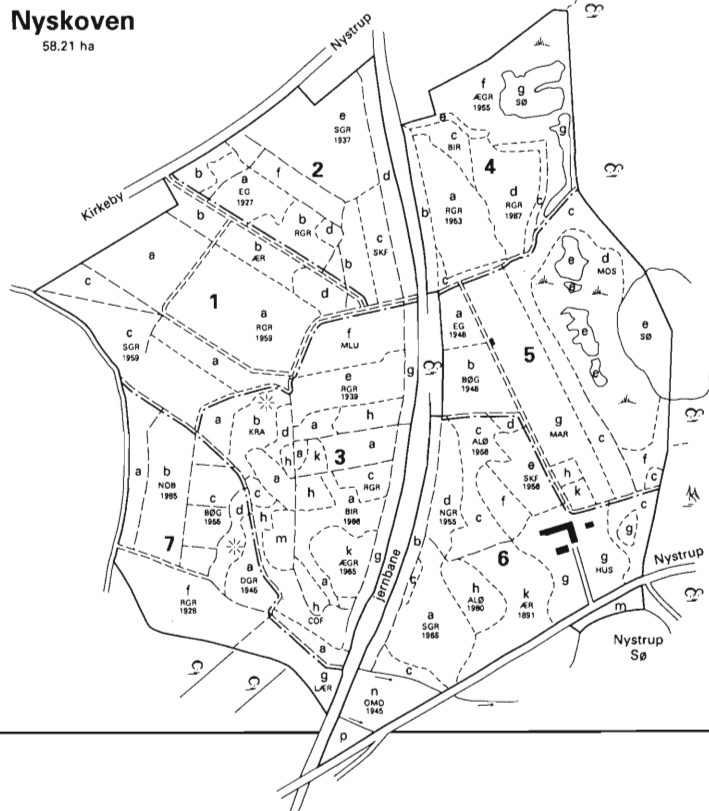 Nyskoven
58.21 ha
Nystrup
Kirkeby
e
SGR
1937
2
f
d
b
a
EG
1927
b
RGR
d
b
c
SKF
b
b
ÆR
d
a
c
1
a
RGR
1959
c
SGR
1959
a
f
ÆGR
1955
g
SØ
g
e
c
BIR
4
a
RGR
1953
d
RGR
1987
c
b
c
c
e
d
MOS
g
e
e
SØ
e
a
EG
1948
5
b
BØG
1948
g
MAR
c
f
c
h
k
f
MLU
e
RGR
1939
g
a
b
KRA
d
a
h
h
a
k
3
a
c
RGR
a
c
h
h
a
BIR
1986
m
k
ÆGR
1965
a
g
h
COF
a
g
LÆR
a
b
NOB
1985
c
BØG
1955
d
a
DGR
1945
7
f
RGR
1928
c
ALØ
1958
d
e
SKF
1958
d
NGR
1955
c
f
b
6
c
h
ALØ
1980
k
ÆR
1891
g
a
SGR
1965
c
c
g
g
HUS
Nystrup
m
Nystrup
Sø
jernbane
n
OMO
1945
p